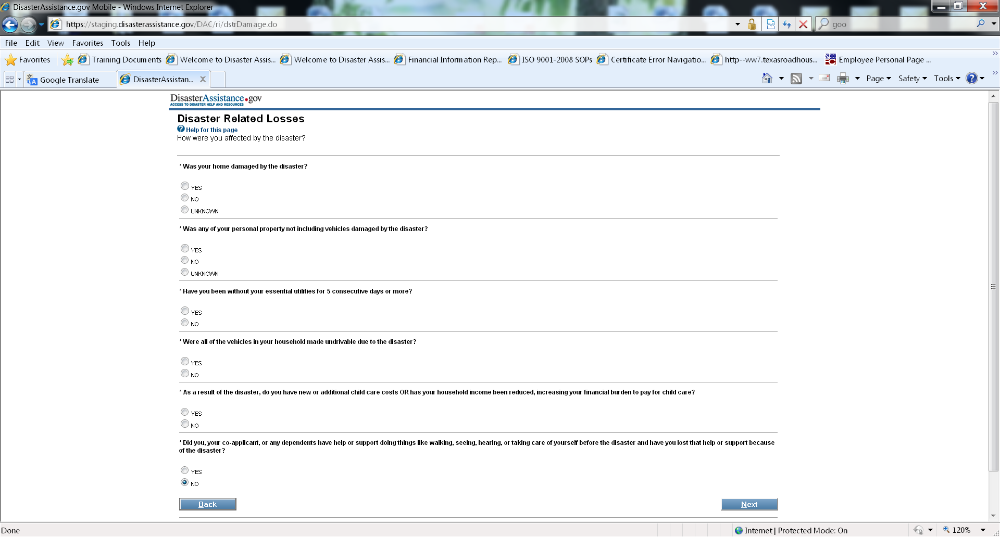 DisasterAssistance.gov Mobile - Windows Internet Explorer
https://staging.disasterassistance.gov/DAC/ri/dstrDamage.do
goo
File Edit View Favorites Tools Help
Favorites Training Documents Welcome to Disaster Assis... Welcome to Disaster Assis... Financial Information Rep... ISO 9001-2008 SOPs Certificate Error Navigatio... http--ww7.texasroadhous... Employee Personal Page ...
Google Translate DisasterAssistan... Page Safety Tools
DisasterAssistance.gov
ACCESS TO DISASTER HELP AND RESOURCES
Disaster Related Losses
Help for this page
How were you affected by the disaster?
* Was your home damaged by the disaster?
YES
NO
UNKNOWN
* Was any of your personal property not including vehicles damaged by the disaster?
YES
NO
UNKNOWN
* Have you been without your essential utilities for 5 consecutive days or more?
YES
NO
* Were all of the vehicles in your household made undrivable due to the disaster?
YES
NO
* As a result of the disaster, do you have new or additional child care costs OR has your household income been reduced, increasing your financial burden to pay for child care?
YES
NO
* Did you, your co-applicant, or any dependents have help or support doing things like walking, seeing, hearing, or taking care of yourself before the disaster and have you lost that help or support because
of the disaster?
YES
NO
Back Next
Done Internet | Protected Mode: On 120%